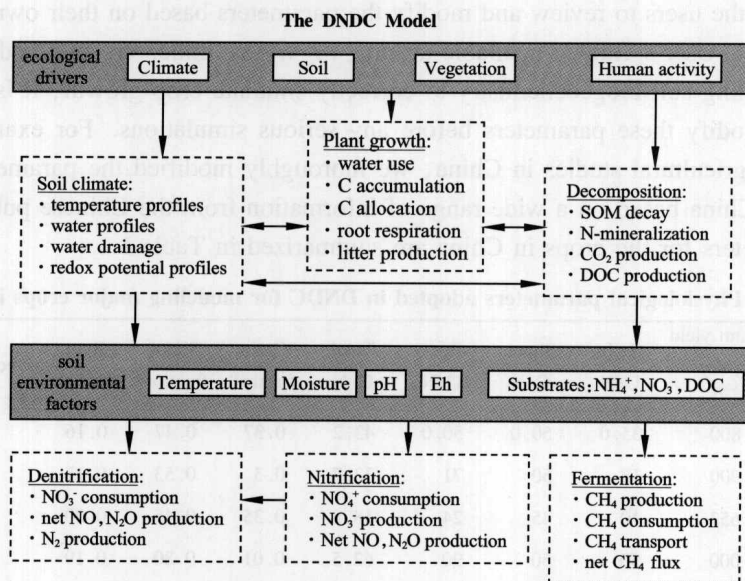 The DNDC Model
ecological
drivers
Climate
Soil
Vegetation
Human activity
Plant growth:
· water use
· C accumulation
· C allocation
· root respiration
· litter production
Soil climate:
· temperature profiles
· water profiles
· water drainage
· redox potential profiles
Decomposition:
· SOM decay
· N-mineralization
· CO₂ production
· DOC production
soil
environmental
factors
Temperature
Moisture
pH
Eh
Substrates: NH₄⁺, NO₃⁻, DOC
Denitrification:
· NO₃⁻ consumption
· net NO, N₂O production
· N₂ production
Nitrification:
· NO₄⁺ consumption
· NO₃⁻ production
· Net NO, N₂O production
Fermentation:
· CH₄ production
· CH₄ consumption
· CH₄ transport
· net CH₄ flux